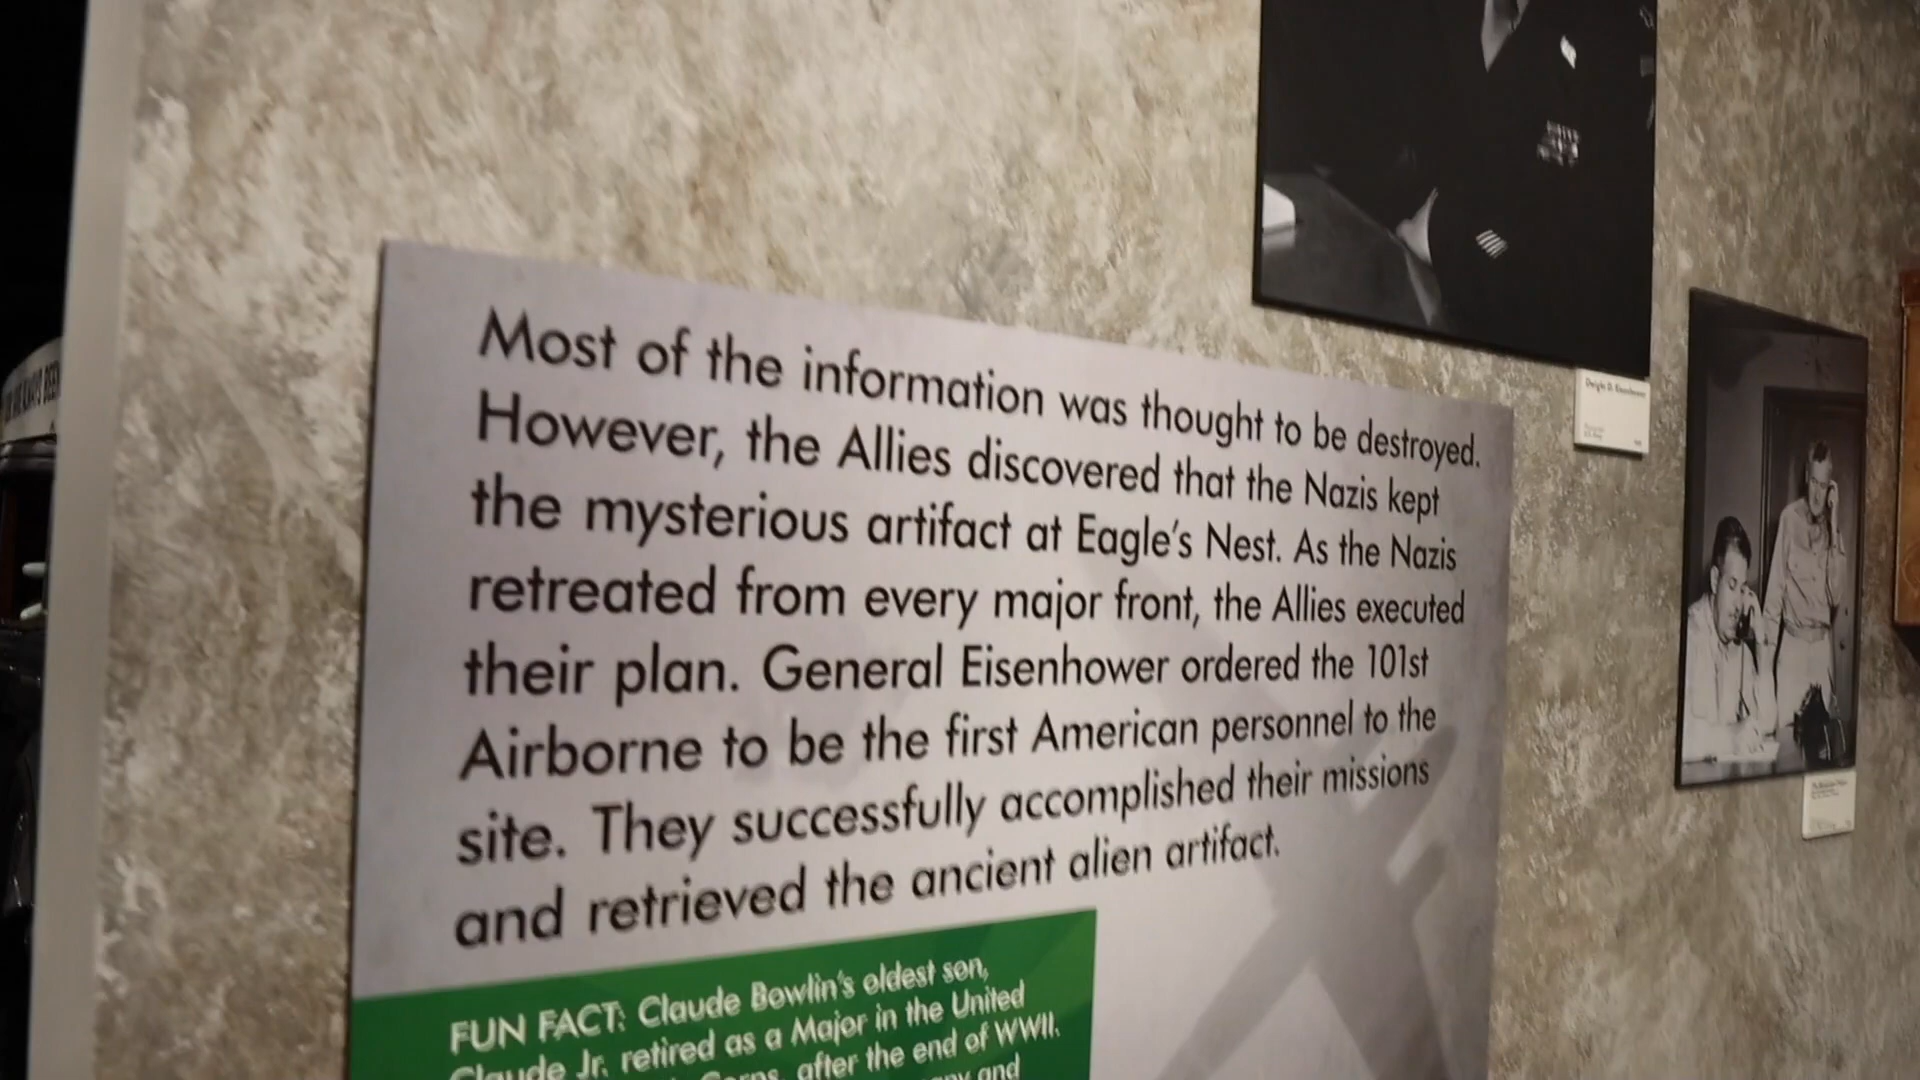 Most of the information was thought to be destroyed.
However, the Allies discovered that the Nazis kept
the mysterious artifact at Eagle's Nest. As the Nazis
retreated from every major front, the Allies executed
their plan. General Eisenhower ordered the 101st
Airborne to be the first American personnel to the
site. They successfully accomplished their missions
and retrieved the ancient alien artifact.
FUN FACT: Claude Bowlin's oldest son,
Claude Jr. retired as a Major in the United
after the end of WWII.
and
Dwight D. Eisenhower